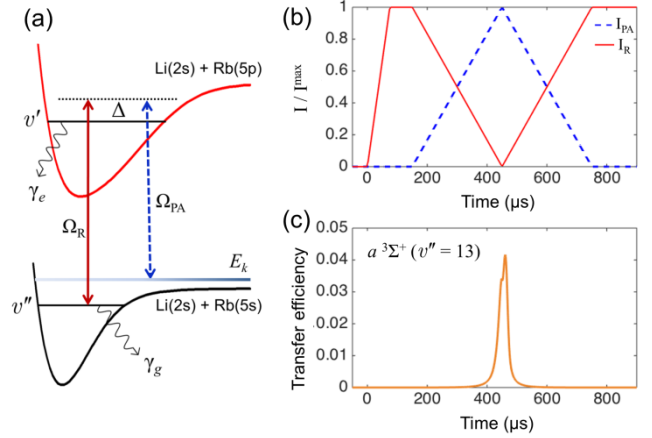 (a)
Li(2s) + Rb(5p)
v′
Δ
γe
ΩR
ΩPA
Ek
v″
Li(2s) + Rb(5s)
γg
(b)
I / Imax
1
0.8
0.6
0.4
0.2
0
IPA
IR
0 200 400 600 800
Time (μs)
(c)
Transfer efficiency
0.05
0.04
0.03
0.02
0.01
0
a ³Σ⁺ (v″ = 13)
0 200 400 600 800
Time (μs)